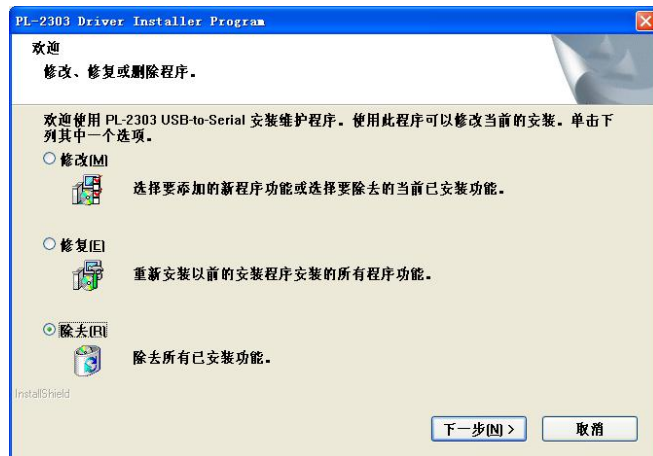 PL-2303 Driver Installer Program
欢迎
修改、修复或删除程序。
欢迎使用 PL-2303 USB-to-Serial 安装维护程序。使用此程序可以修改当前的安装。单击下
列其中一个选项。
修改(M)
选择要添加的新程序功能或选择要除去的当前已安装功能。
修复(E)
重新安装以前的安装程序安装的所有程序功能。
除去(R)
除去所有已安装功能。
InstallShield
下一步(N) >
取消